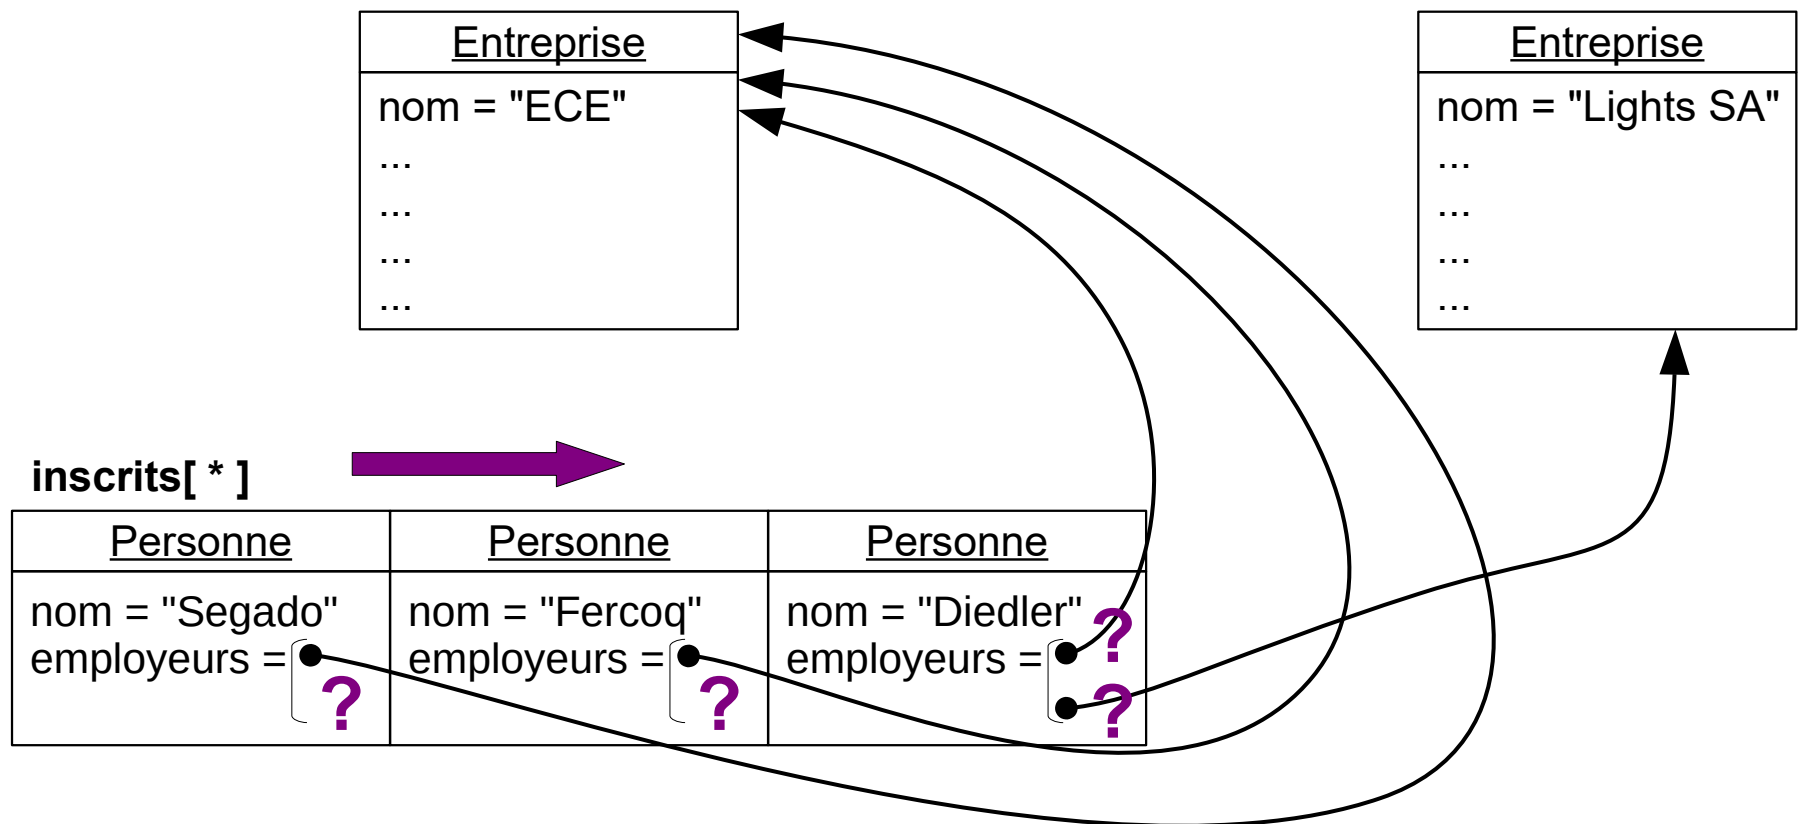 Entreprise
nom = "ECE"
...
...
...
...
Entreprise
nom = "Lights SA"
...
...
...
...
inscrits[ * ]
Personne
nom = "Segado"
employeurs =
?
Personne
nom = "Fercoq"
employeurs =
?
Personne
nom = "Diedler"
?
employeurs =
?